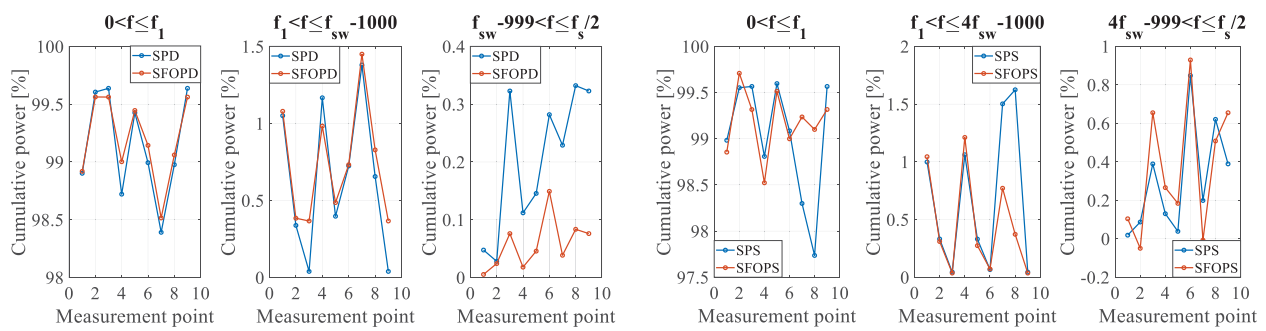 0<f≤f1
Cumulative power [%]
100
99.5
99
98.5
98
0 2 4 6 8 10
Measurement point
SPD
SFOPD
f1<f≤fsw-1000
Cumulative power [%]
1.5
1
0.5
0
0 2 4 6 8 10
Measurement point
SPD
SFOPD
fsw-999<f≤fs/2
Cumulative power [%]
0.4
0.3
0.2
0.1
0
0 2 4 6 8 10
Measurement point
SPD
SFOPD
0<f≤f1
Cumulative power [%]
100
99.5
99
98.5
98
97.5
0 2 4 6 8 10
Measurement point
SPS
SFOPS
f1<f≤4fsw-1000
Cumulative power [%]
2
1.5
1
0.5
0
0 2 4 6 8 10
Measurement point
SPS
SFOPS
4fsw-999<f≤fs/2
Cumulative power [%]
1
0.8
0.6
0.4
0.2
0
-0.2
0 2 4 6 8 10
Measurement point
SPS
SFOPS